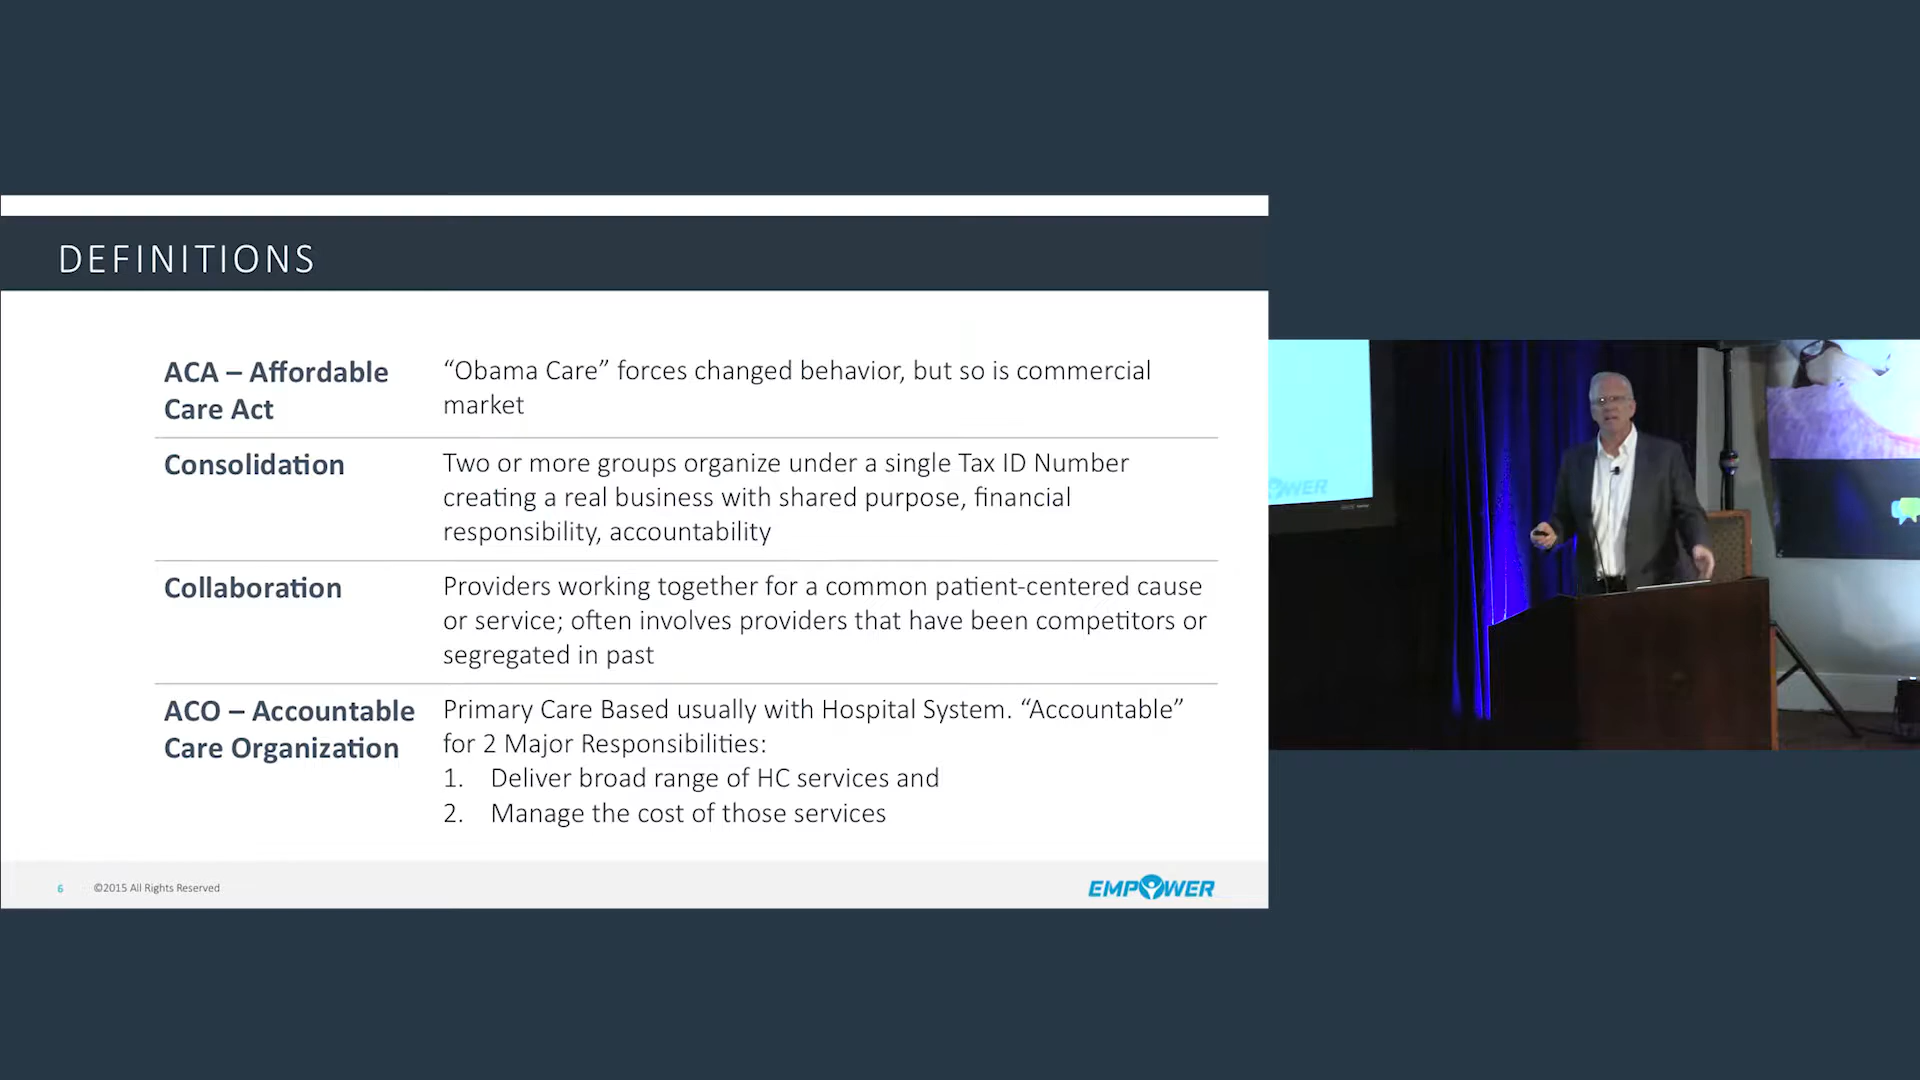 DEFINITIONS
ACA – Affordable
Care Act
“Obama Care” forces changed behavior, but so is commercial
market
Consolidation
Two or more groups organize under a single Tax ID Number
creating a real business with shared purpose, financial
responsibility, accountability
Collaboration
Providers working together for a common patient-centered cause
or service; often involves providers that have been competitors or
segregated in past
ACO – Accountable
Care Organization
Primary Care Based usually with Hospital System. “Accountable”
for 2 Major Responsibilities:
1. Deliver broad range of HC services and
2. Manage the cost of those services
6 ©2015 All Rights Reserved
EMPOWER